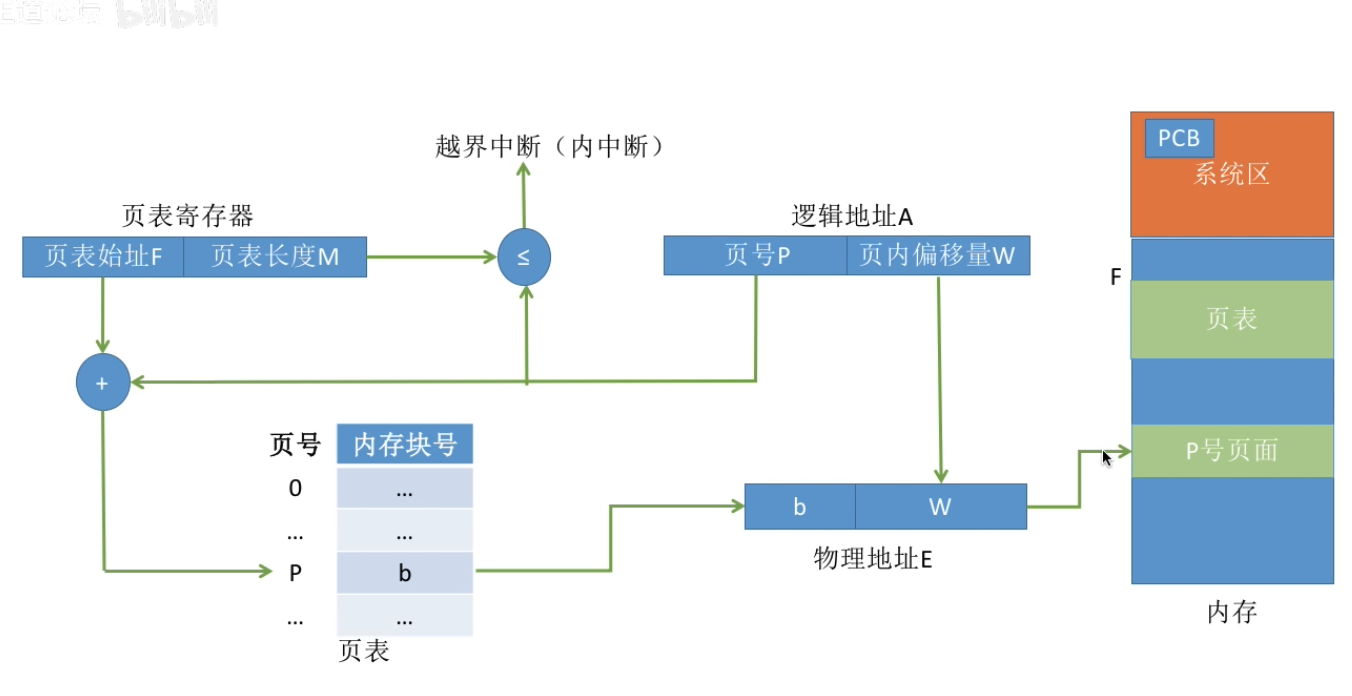 越界中断（内中断）
页表寄存器
页表始址F 页表长度M
≤
逻辑地址A
页号P 页内偏移量W
PCB
系统区
F
页表
P号页面
内存
+
页号 内存块号
0 ...
... ...
P b
... ...
页表
b W
物理地址E